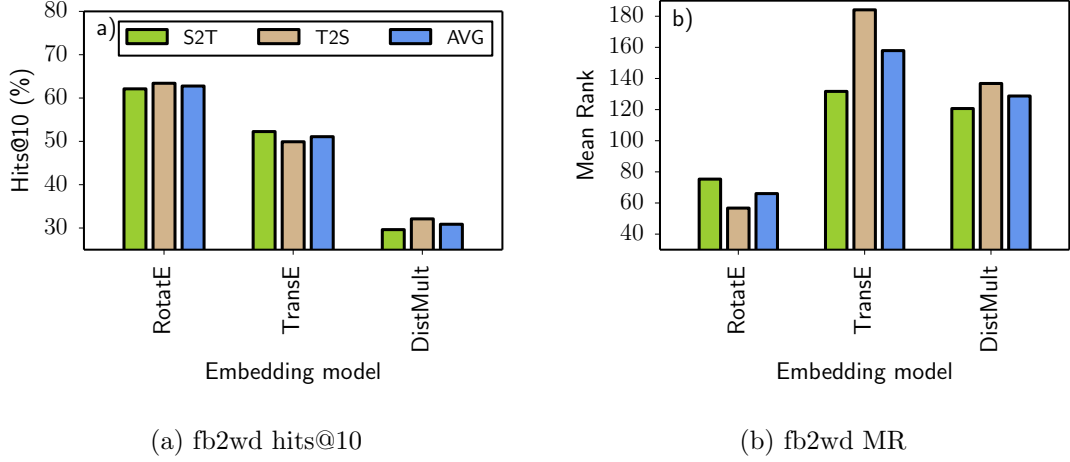 a)
S2T T2S AVG
80
70
60
50
40
30
Hits@10 (%)
RotatE
TransE
DistMult
Embedding model
(a) fb2wd hits@10
b)
180
160
140
120
100
80
60
40
Mean Rank
RotatE
TransE
DistMult
Embedding model
(b) fb2wd MR